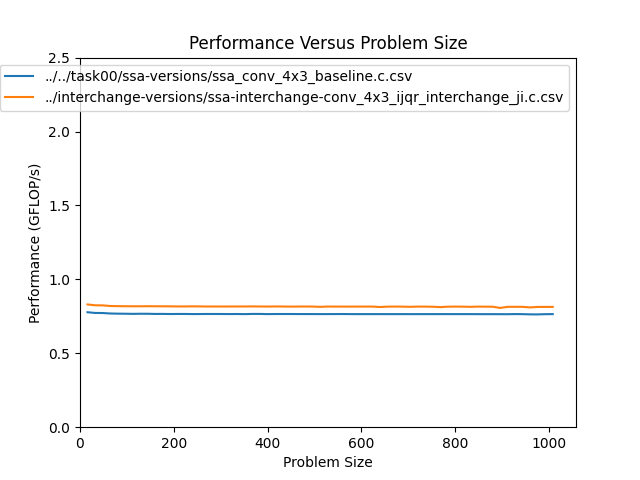 Performance Versus Problem Size
2.5
../../task00/ssa-versions/ssa_conv_4x3_baseline.c.csv
../interchange-versions/ssa-interchange-conv_4x3_ijqr_interchange_ji.c.csv
2.0
1.5
1.0
0.5
0.0
Performance (GFLOP/s)
0 200 400 600 800 1000
Problem Size